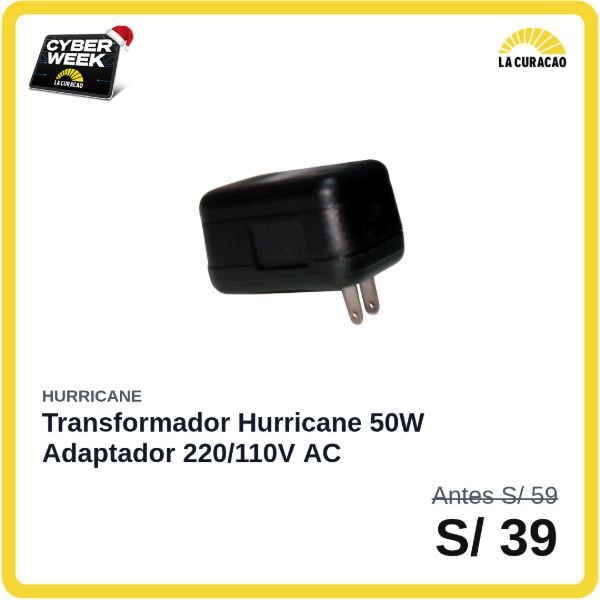 CYBER
WEEK
LA CURACAO
LA CURACAO
HURRICANE
Transformador Hurricane 50W
Adaptador 220/110V AC
Antes S/ 59
S/ 39